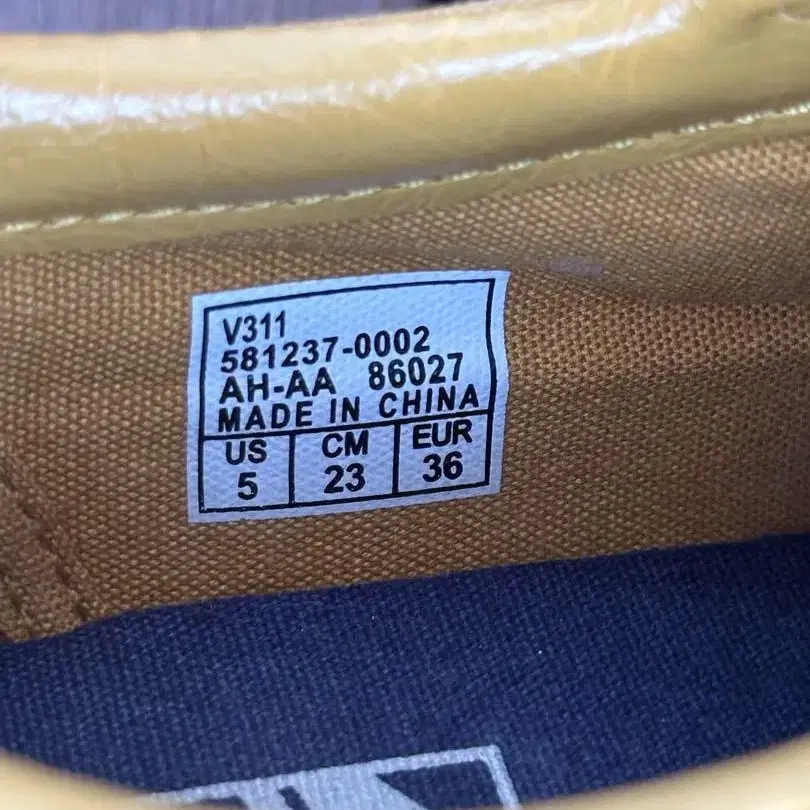 V311
581237-0002
AH-AA 86027
MADE IN CHINA
US CM EUR
5 23 36